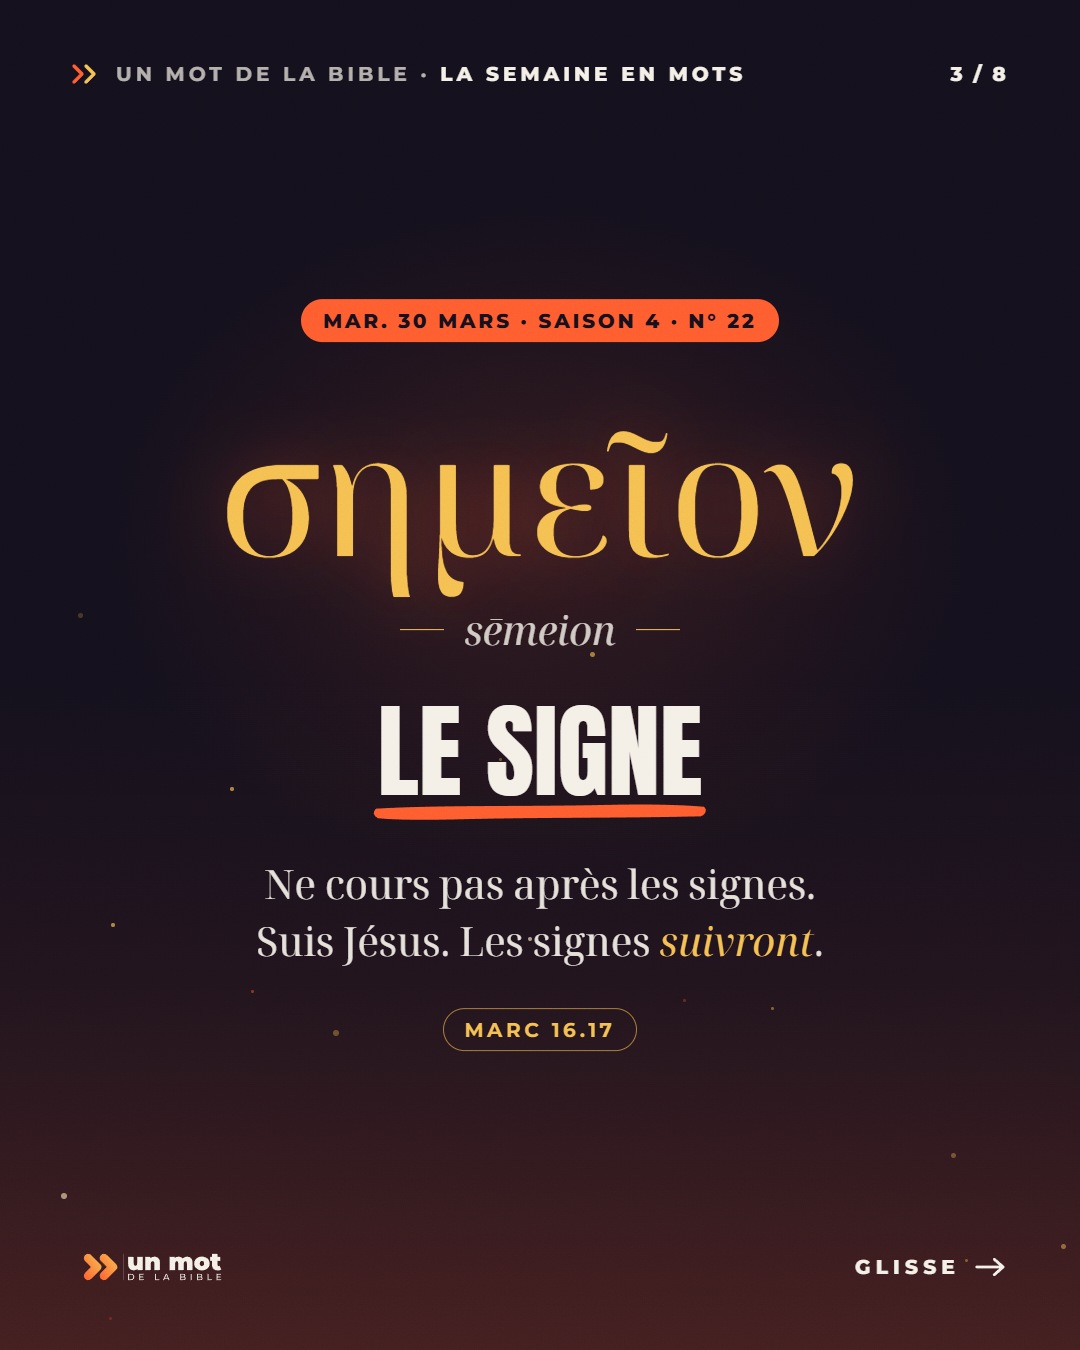 UN MOT DE LA BIBLE · LA SEMAINE EN MOTS
3 / 8
MAR. 30 MARS · SAISON 4 · N° 22
σημεῖον
sēmeion
LE SIGNE
Ne cours pas après les signes.
Suis Jésus. Les signes suivront.
MARC 16.17
un mot
DE LA BIBLE
GLISSE →